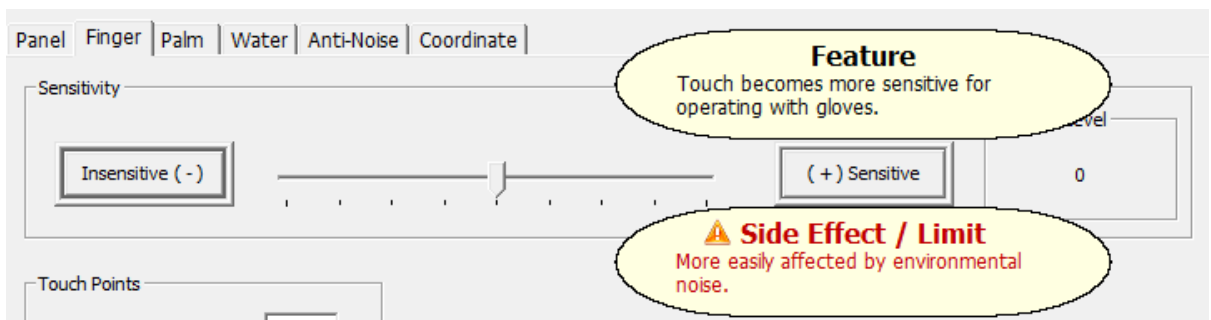 Panel Finger Palm Water Anti-Noise Coordinate
Feature
Touch becomes more sensitive for
operating with gloves.
Sensitivity
Insensitive ( - )
( + ) Sensitive
0
Side Effect / Limit
More easily affected by environmental
noise.
Touch Points